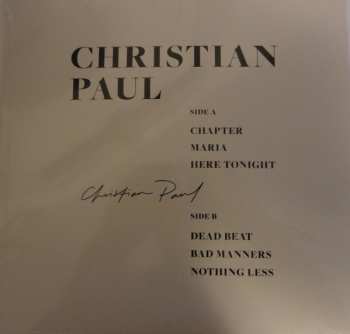 CHRISTIAN
PAUL
SIDE A
CHAPTER
MARIA
HERE TONIGHT
Christian Paul
SIDE B
DEAD BEAT
BAD MANNERS
NOTHING LESS